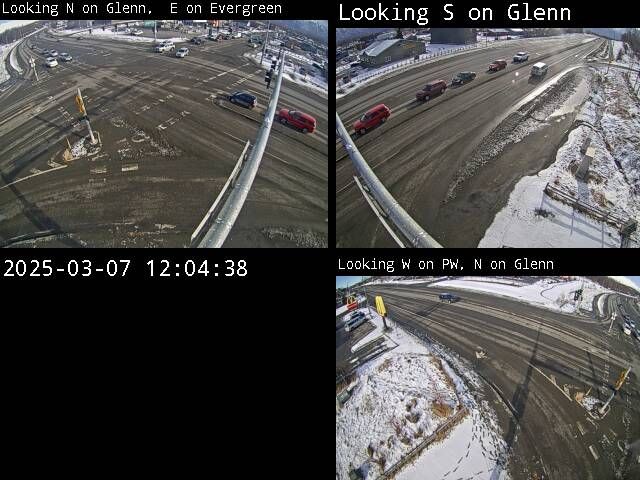 Looking N on Glenn,  E on Evergreen
Looking S on Glenn
2025-03-07 12:04:38
Looking W on PW, N on Glenn